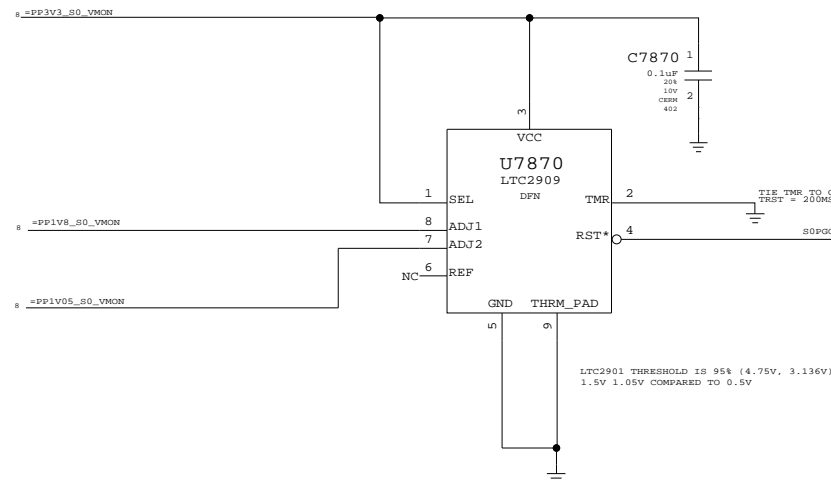 8 =PP3V3_S0_VMON
C7870 1
0.1uF
20%
10V
CERM
402
2
3
VCC
U7870
LTC2909
DFN
1 SEL
TMR 2
TIE TMR TO
TRST = 200MS
8 =PP1V8_S0_VMON
8 ADJ1
7 ADJ2
RST* 4
NC 6 REF
8 =PP1V05_S0_VMON
GND THRM_PAD
5 9
LTC2901 THRESHOLD IS 95% (4.75V, 3.136V)
1.5V 1.05V COMPARED TO 0.5V